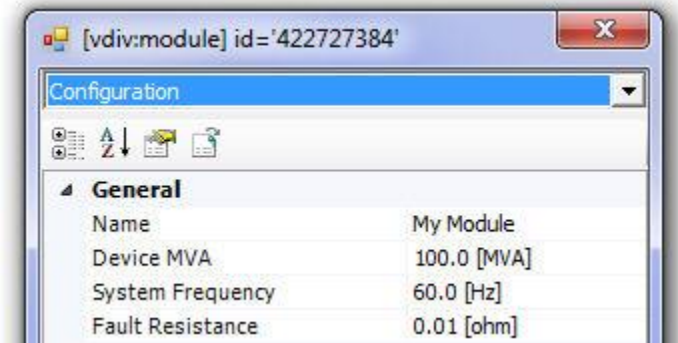 [vdiv:module] id='422727384'
Configuration
General
Name My Module
Device MVA 100.0 [MVA]
System Frequency 60.0 [Hz]
Fault Resistance 0.01 [ohm]